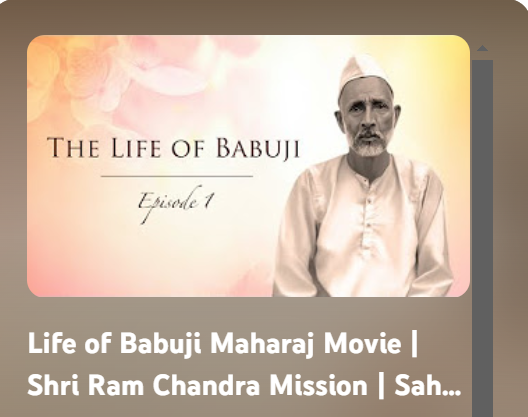 THE LIFE OF BABUJI
Episode 1
Life of Babuji Maharaj Movie |
Shri Ram Chandra Mission | Sah...